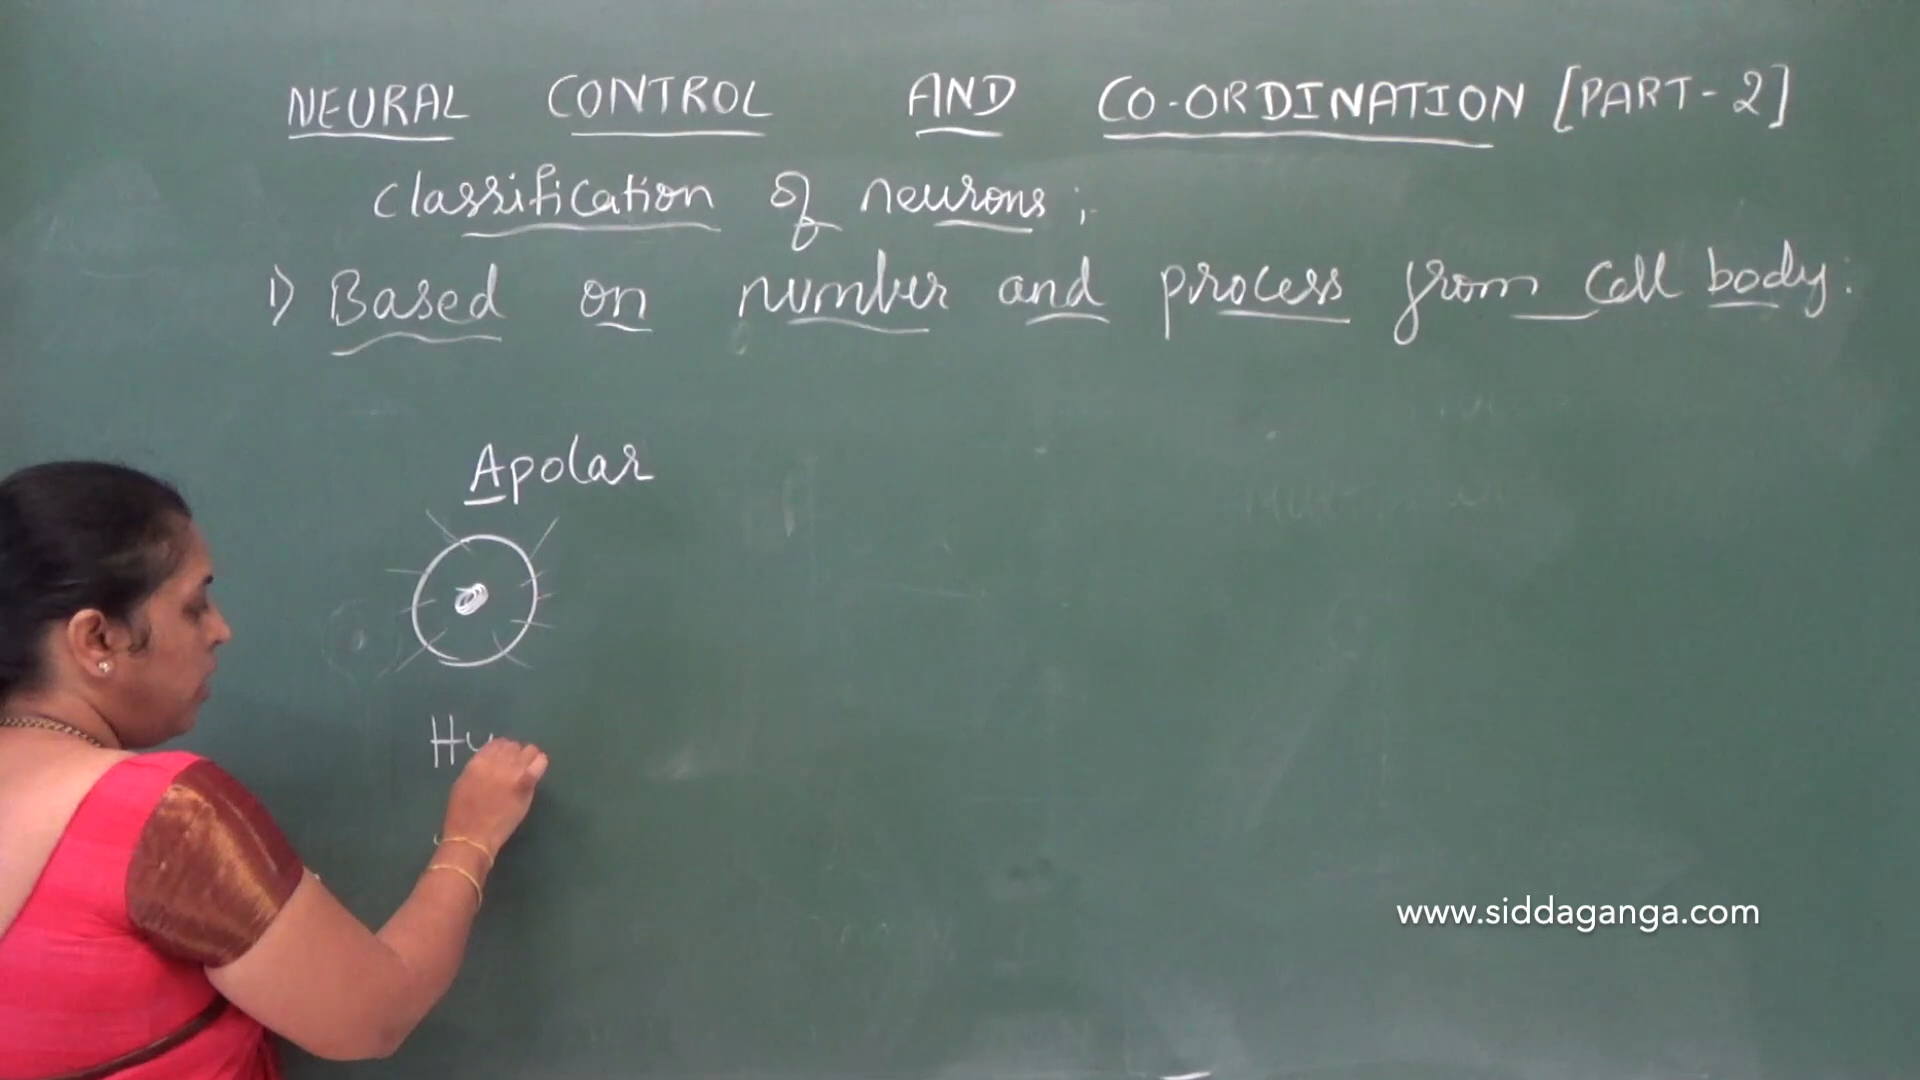 NEURAL CONTROL AND CO-ORDINATION [PART-2]
classification of neurons:-
1) Based on number and process from Cell body:
Apolar
Hy
www.siddaganga.com